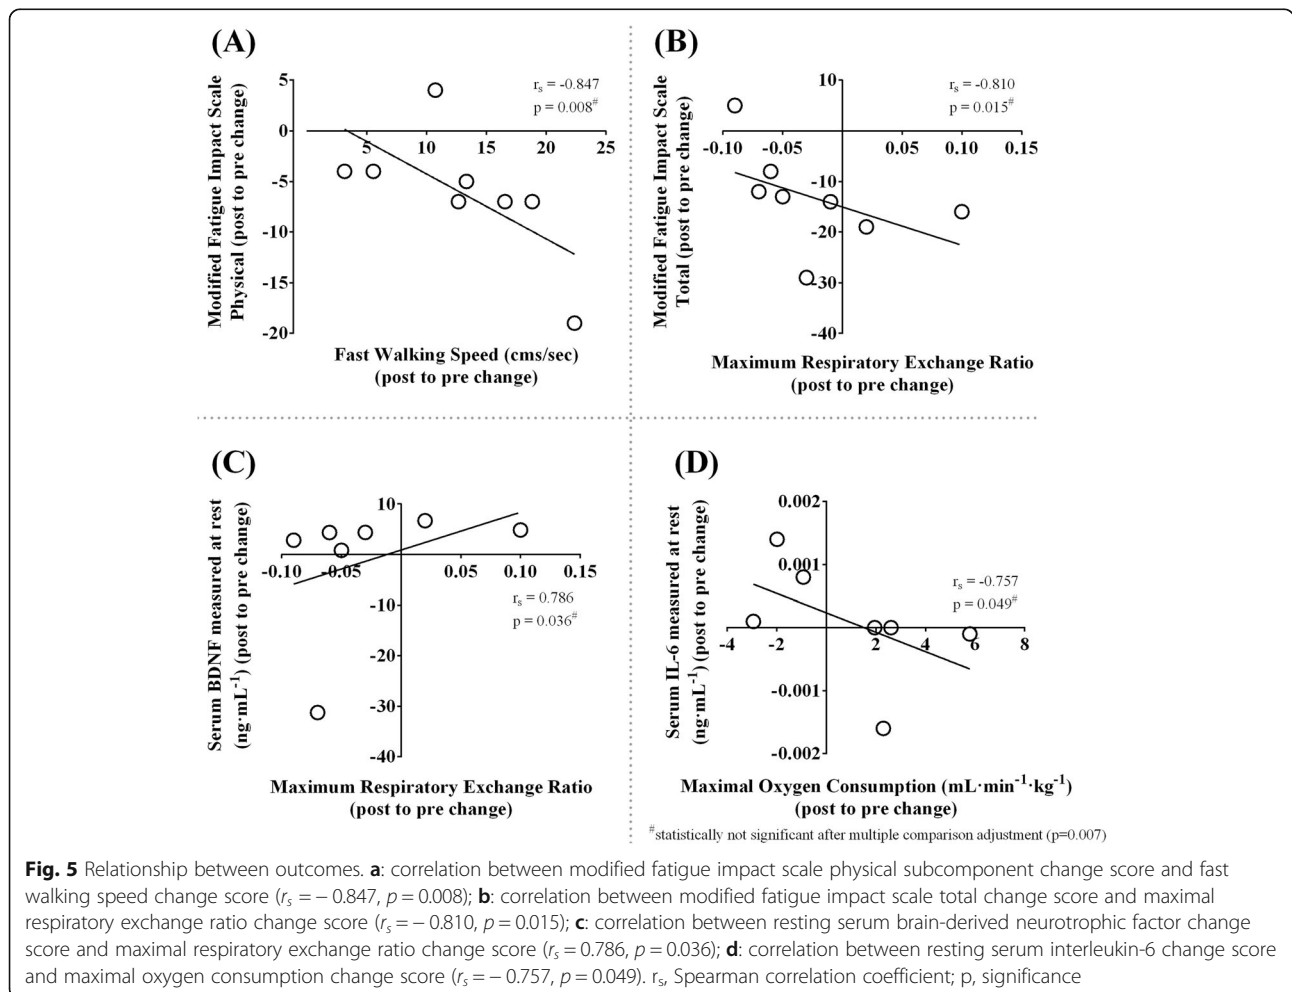 (A)
Modified Fatigue Impact Scale
Physical (post to pre change)
5
0
-5
-10
-15
-20
5
10
15
20
25
r_s = -0.847
p = 0.008#
Fast Walking Speed (cms/sec)
(post to pre change)
(B)
Modified Fatigue Impact Scale
Total (post to pre change)
10
-10
-20
-30
-40
-0.10
-0.05
0.05
0.10
0.15
r_s = -0.810
p = 0.015#
Maximum Respiratory Exchange Ratio
(post to pre change)
(C)
Serum BDNF measured at rest
(ng·mL⁻¹) (post to pre change)
10
-10
-20
-30
-40
-0.10
-0.05
0.05
0.10
0.15
r_s = 0.786
p = 0.036#
Maximum Respiratory Exchange Ratio
(post to pre change)
(D)
Serum IL-6 measured at rest
(ng·mL⁻¹) (post to pre change)
0.002
0.001
-0.001
-0.002
-4
-2
2
4
6
8
r_s = -0.757
p = 0.049#
Maximal Oxygen Consumption (mL·min⁻¹·kg⁻¹)
(post to pre change)
#statistically not significant after multiple comparison adjustment (p=0.007)
Fig. 5 Relationship between outcomes. a: correlation between modified fatigue impact scale physical subcomponent change score and fast
walking speed change score (r_s = − 0.847, p = 0.008); b: correlation between modified fatigue impact scale total change score and maximal
respiratory exchange ratio change score (r_s = − 0.810, p = 0.015); c: correlation between resting serum brain-derived neurotrophic factor change
score and maximal respiratory exchange ratio change score (r_s = 0.786, p = 0.036); d: correlation between resting serum interleukin-6 change score
and maximal oxygen consumption change score (r_s = − 0.757, p = 0.049). r_s, Spearman correlation coefficient; p, significance